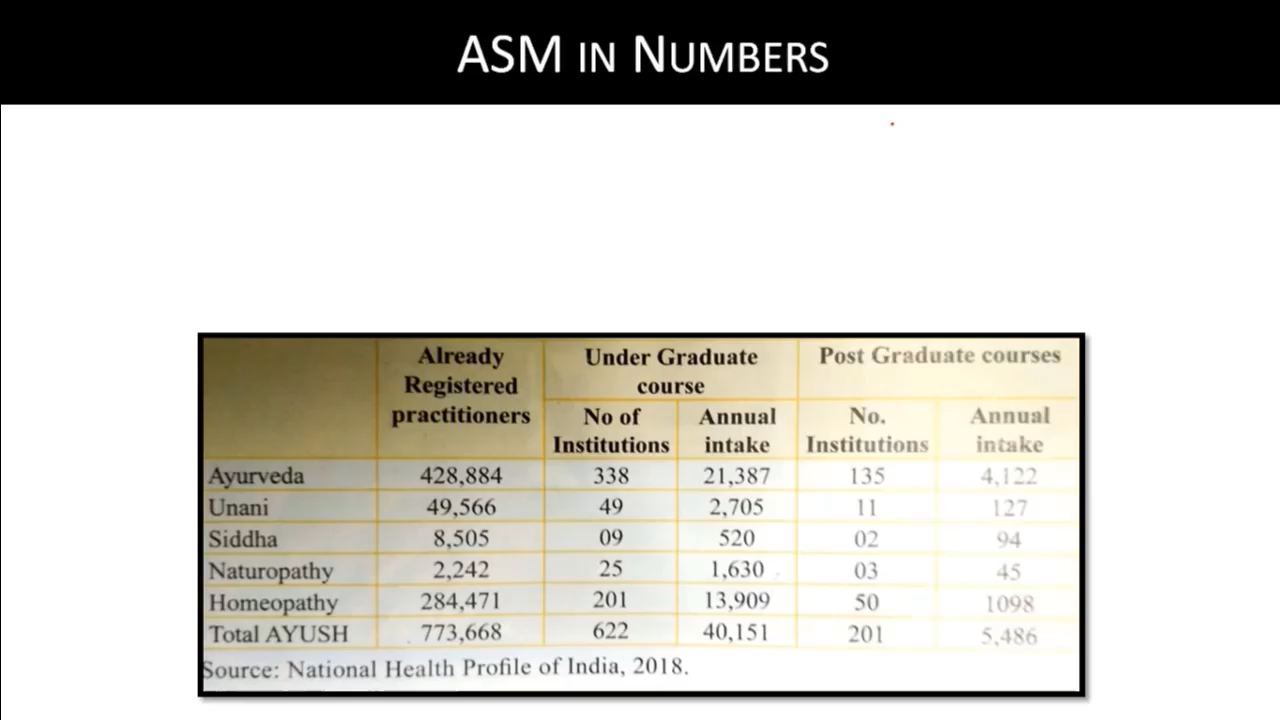 ASM IN NUMBERS
Already Registered practitioners | Under Graduate course | Post Graduate courses
No of Institutions | Annual intake | No. Institutions | Annual intake
Ayurveda | 428,884 | 338 | 21,387 | 135 | 4,122
Unani | 49,566 | 49 | 2,705 | 11 | 127
Siddha | 8,505 | 09 | 520 | 02 | 94
Naturopathy | 2,242 | 25 | 1,630 | 03 | 45
Homeopathy | 284,471 | 201 | 13,909 | 50 | 1098
Total AYUSH | 773,668 | 622 | 40,151 | 201 | 5,486
Source: National Health Profile of India, 2018.